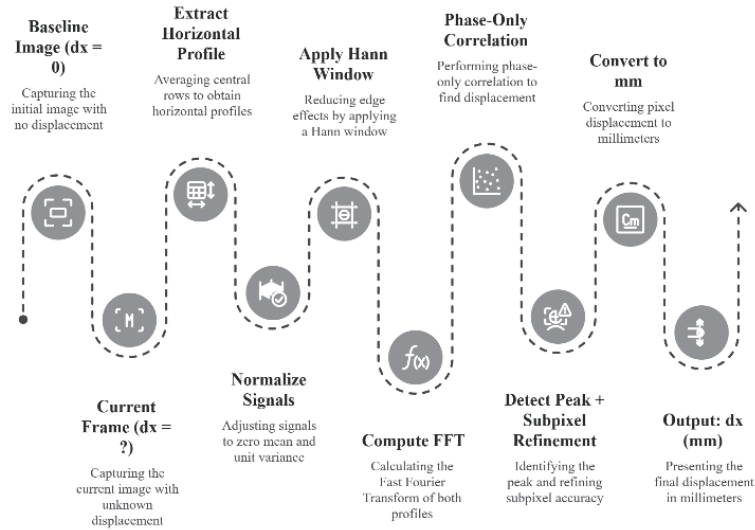 Baseline
Image (dx =
0)
Capturing the
initial image with
no displacement
Current
Frame (dx =
?)
Capturing the
current image with
unknown
displacement
Extract
Horizontal
Profile
Averaging central
rows to obtain
horizontal profiles
Normalize
Signals
Adjusting signals
to zero mean and
unit variance
Apply Hann
Window
Reducing edge
effects by applying
a Hann window
Compute FFT
Calculating the
Fast Fourier
Transform of both
profiles
Phase-Only
Correlation
Performing phase-
only correlation to
find displacement
Detect Peak +
Subpixel
Refinement
Identifying the
peak and refining
subpixel accuracy
Convert to
mm
Converting pixel
displacement to
millimeters
Output: dx
(mm)
Presenting the
final displacement
in millimeters
M
f(x)
Cm